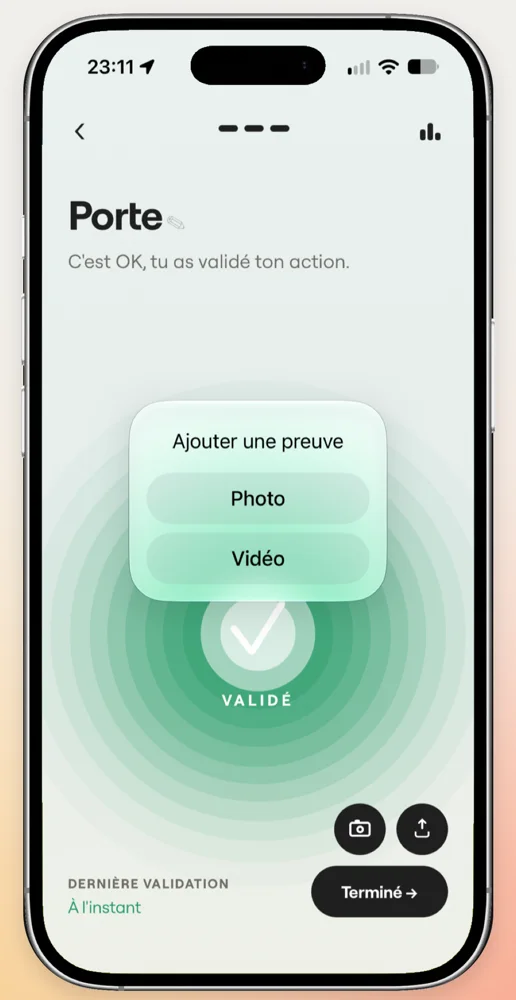 23:11
Porte
C'est OK, tu as validé ton action.
Ajouter une preuve
Photo
Vidéo
VALIDÉ
DERNIÈRE VALIDATION
À l'instant
Terminé →